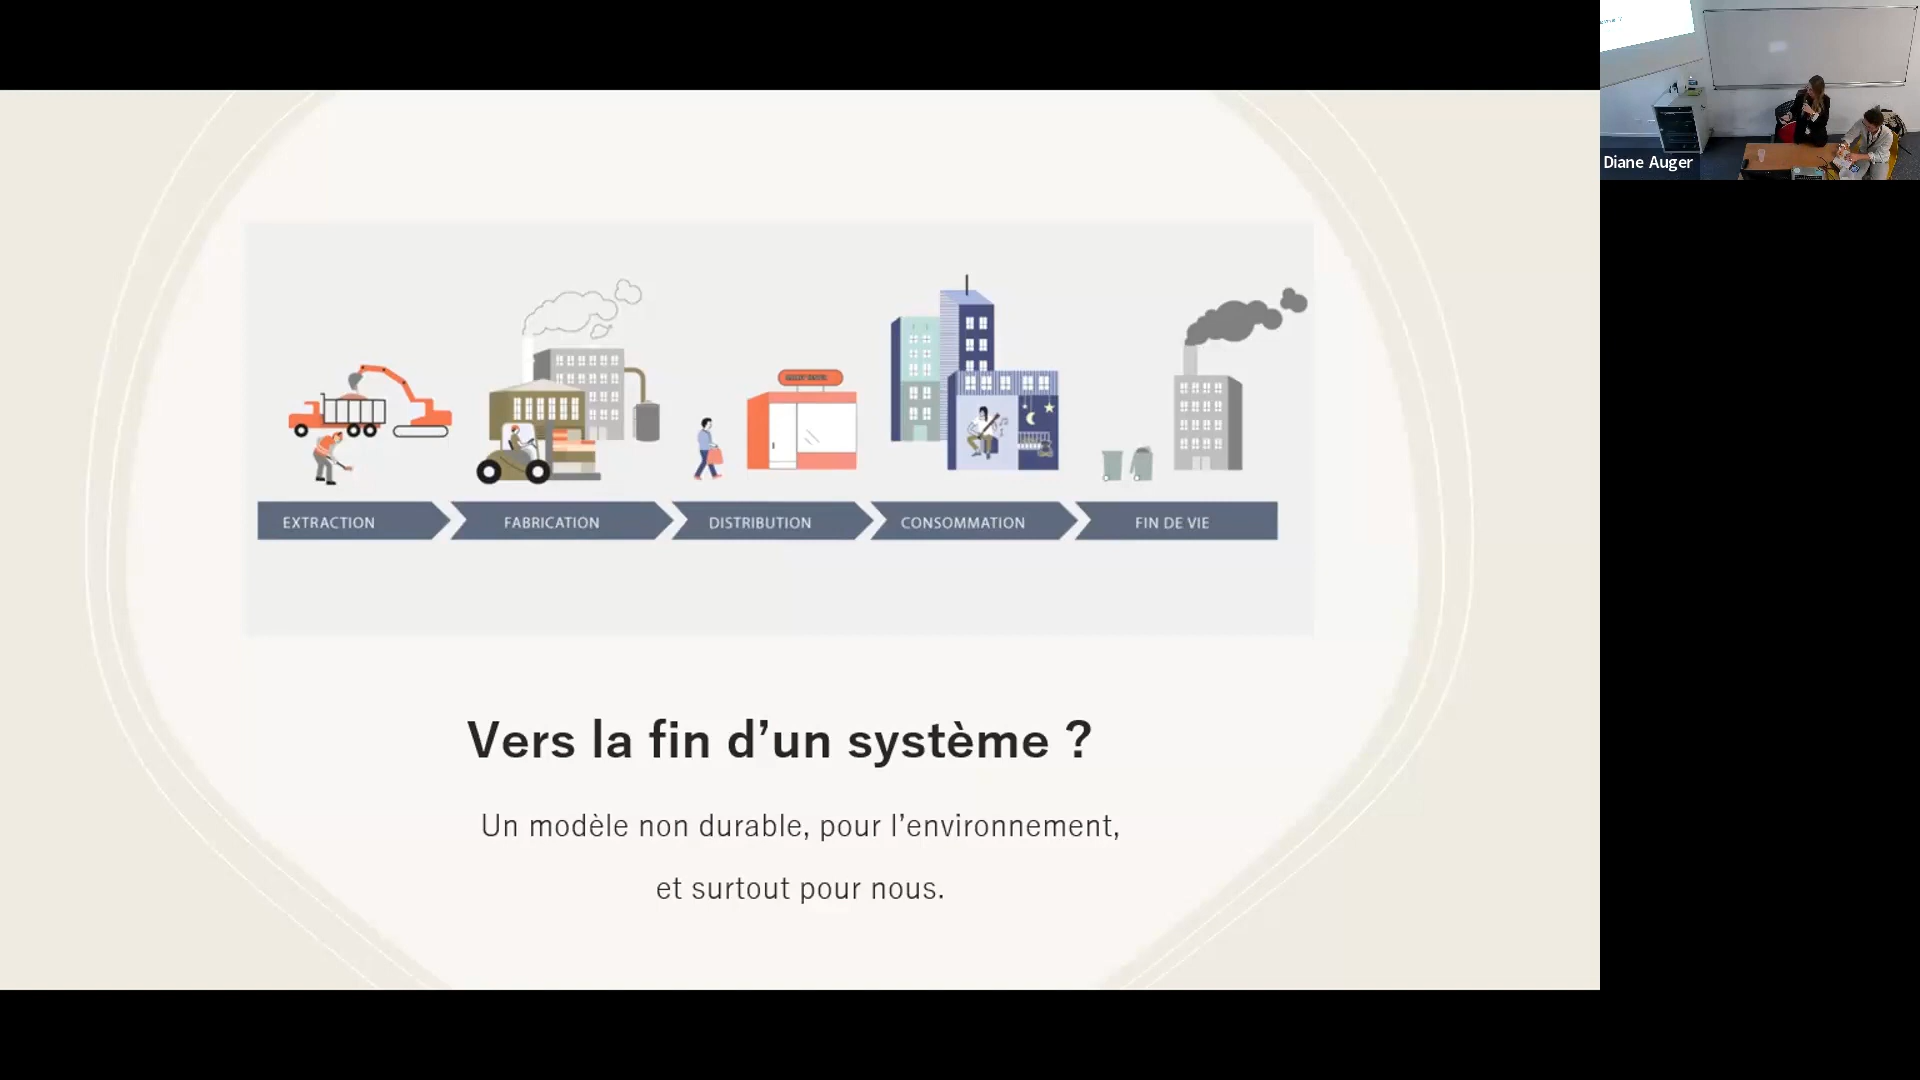 EXTRACTION
FABRICATION
DISTRIBUTION
CONSOMMATION
FIN DE VIE
Vers la fin d’un système ?
Un modèle non durable, pour l’environnement,
et surtout pour nous.
Diane Auger